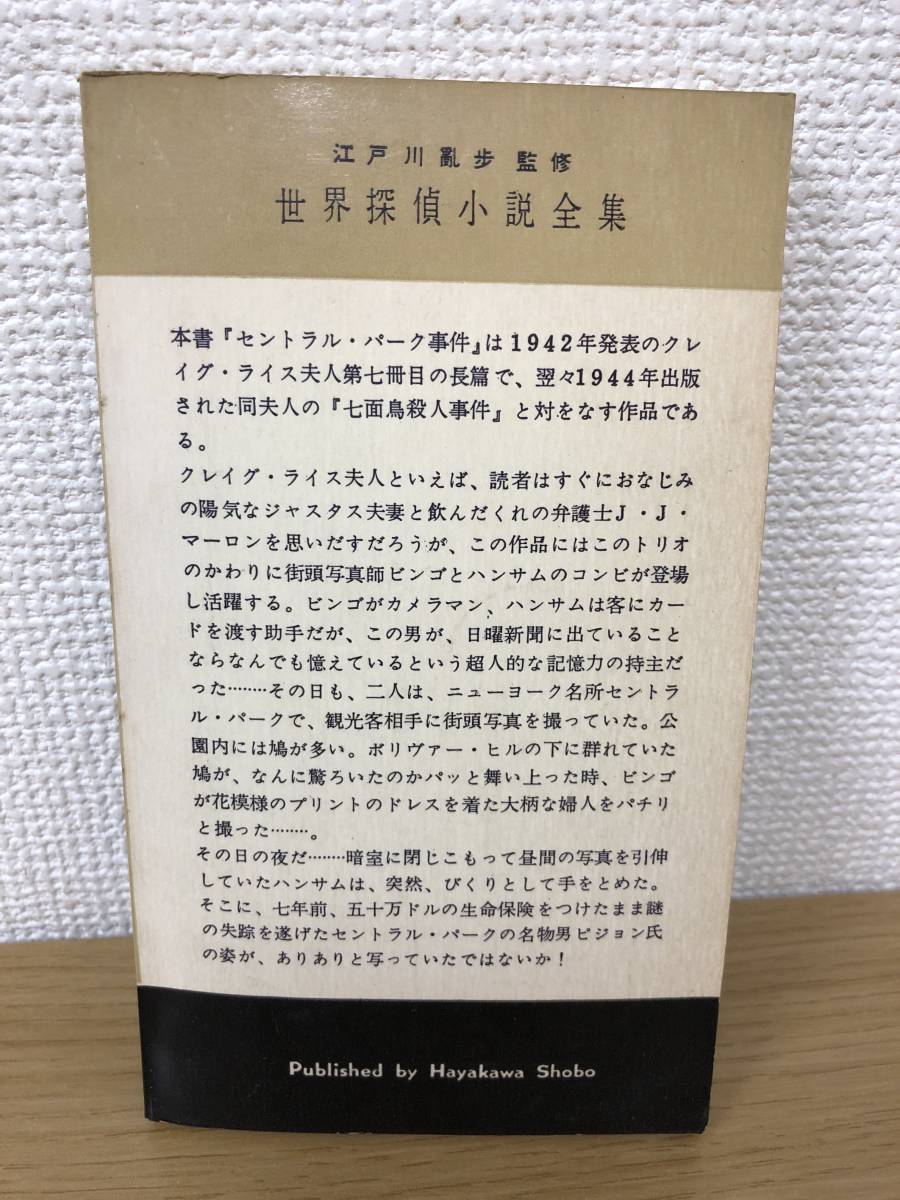 江戸川亂歩 監修
世界探偵小説全集
本書『セントラル・パーク事件』は1942年発表のクレ
イグ・ライス夫人第七冊目の長篇で、翌々1944年出版
された同夫人の『七面鳥殺人事件』と対をなす作品であ
る。
クレイグ・ライス夫人といえば、読者はすぐにおなじみ
の陽気なジャスタス夫妻と飲んだくれの弁護士J・J・
マーロンを思いだすだろうが、この作品にはこのトリオ
のかわりに街頭写真師ビンゴとハンサムのコンビが登場
し活躍する。ビンゴがカメラマン、ハンサムは客にカー
ドを渡す助手だが、この男が、日曜新聞に出ていること
ならなんでも憶えているという超人的な記憶力の持主だ
った………その日も、二人は、ニューヨーク名所セントラ
ル・パークで、観光客相手に街頭写真を撮っていた。公
園内には鳩が多い。ボリヴァー・ヒルの下に群れていた
鳩が、なんに驚ろいたのかパッと舞い上った時、ビンゴ
が花模様のプリントのドレスを着た大柄な婦人をパチリ
と撮った………。
その日の夜だ………暗室に閉じこもって昼間の写真を引伸
していたハンサムは、突然、びくりとして手をとめた。
そこに、七年前、五十万ドルの生命保険をつけたまま謎
の失踪を遂げたセントラル・パークの名物男ピジョン氏
の姿が、ありありと写っていたではないか！
Published by Hayakawa Shobo